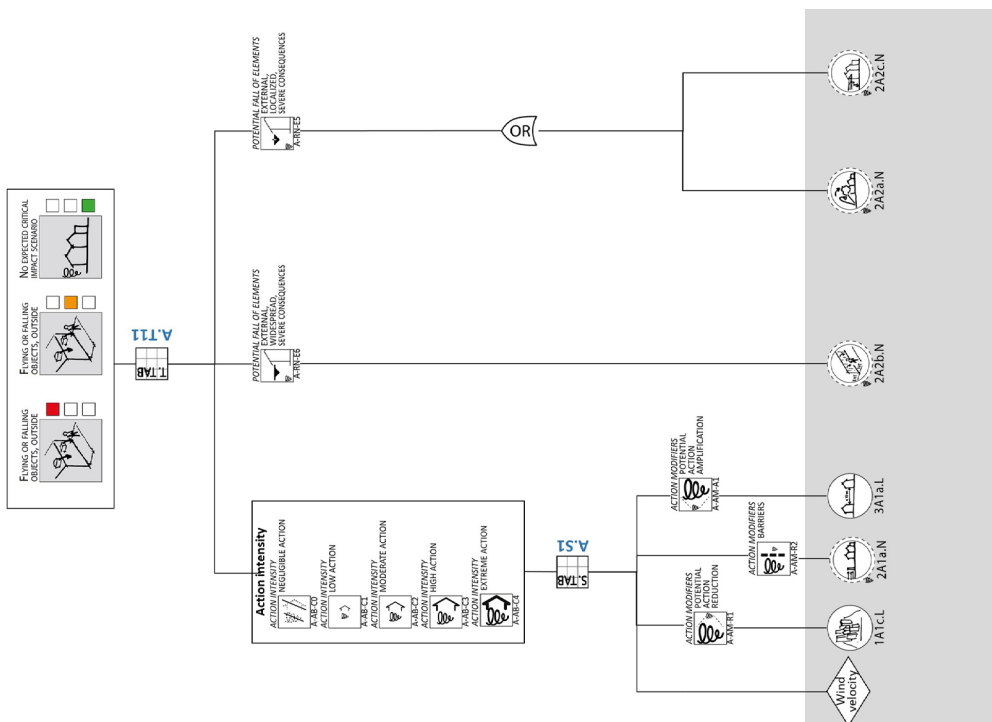 FLYING OR FALLING
OBJECTS, OUTSIDE
FLYING OR FALLING
OBJECTS, OUTSIDE
NO EXPECTED CRITICAL
IMPACT SCENARIO
T.TAB
A.T11
Action intensity
ACTION INTENSITY
NEGLIGIBLE ACTION
A-AB-C0
ACTION INTENSITY
LOW ACTION
A-AB-C1
ACTION INTENSITY
MODERATE ACTION
A-AB-C2
ACTION INTENSITY
HIGH ACTION
A-AB-C3
ACTION INTENSITY
EXTREME ACTION
A-AB-C4
POTENTIAL FALL OF ELEMENTS
EXTERNAL,
WIDESPREAD,
SEVERE CONSEQUENCES
A-RN-E6
POTENTIAL FALL OF ELEMENTS
EXTERNAL,
LOCALIZED,
SEVERE CONSEQUENCES
A-RN-E5
OR
S.TAB
A.S1
ACTION MODIFIERS
POTENTIAL
ACTION
REDUCTION
A-AM-R1
ACTION MODIFIERS
BARRIERS
A-AM-R2
ACTION MODIFIERS
POTENTIAL
ACTION
AMPLIFICATION
A-AM-A1
Wind
velocity
1A1c.L
2A1a.N
3A1a.L
2A2b.N
2A2a.N
2A2c.N